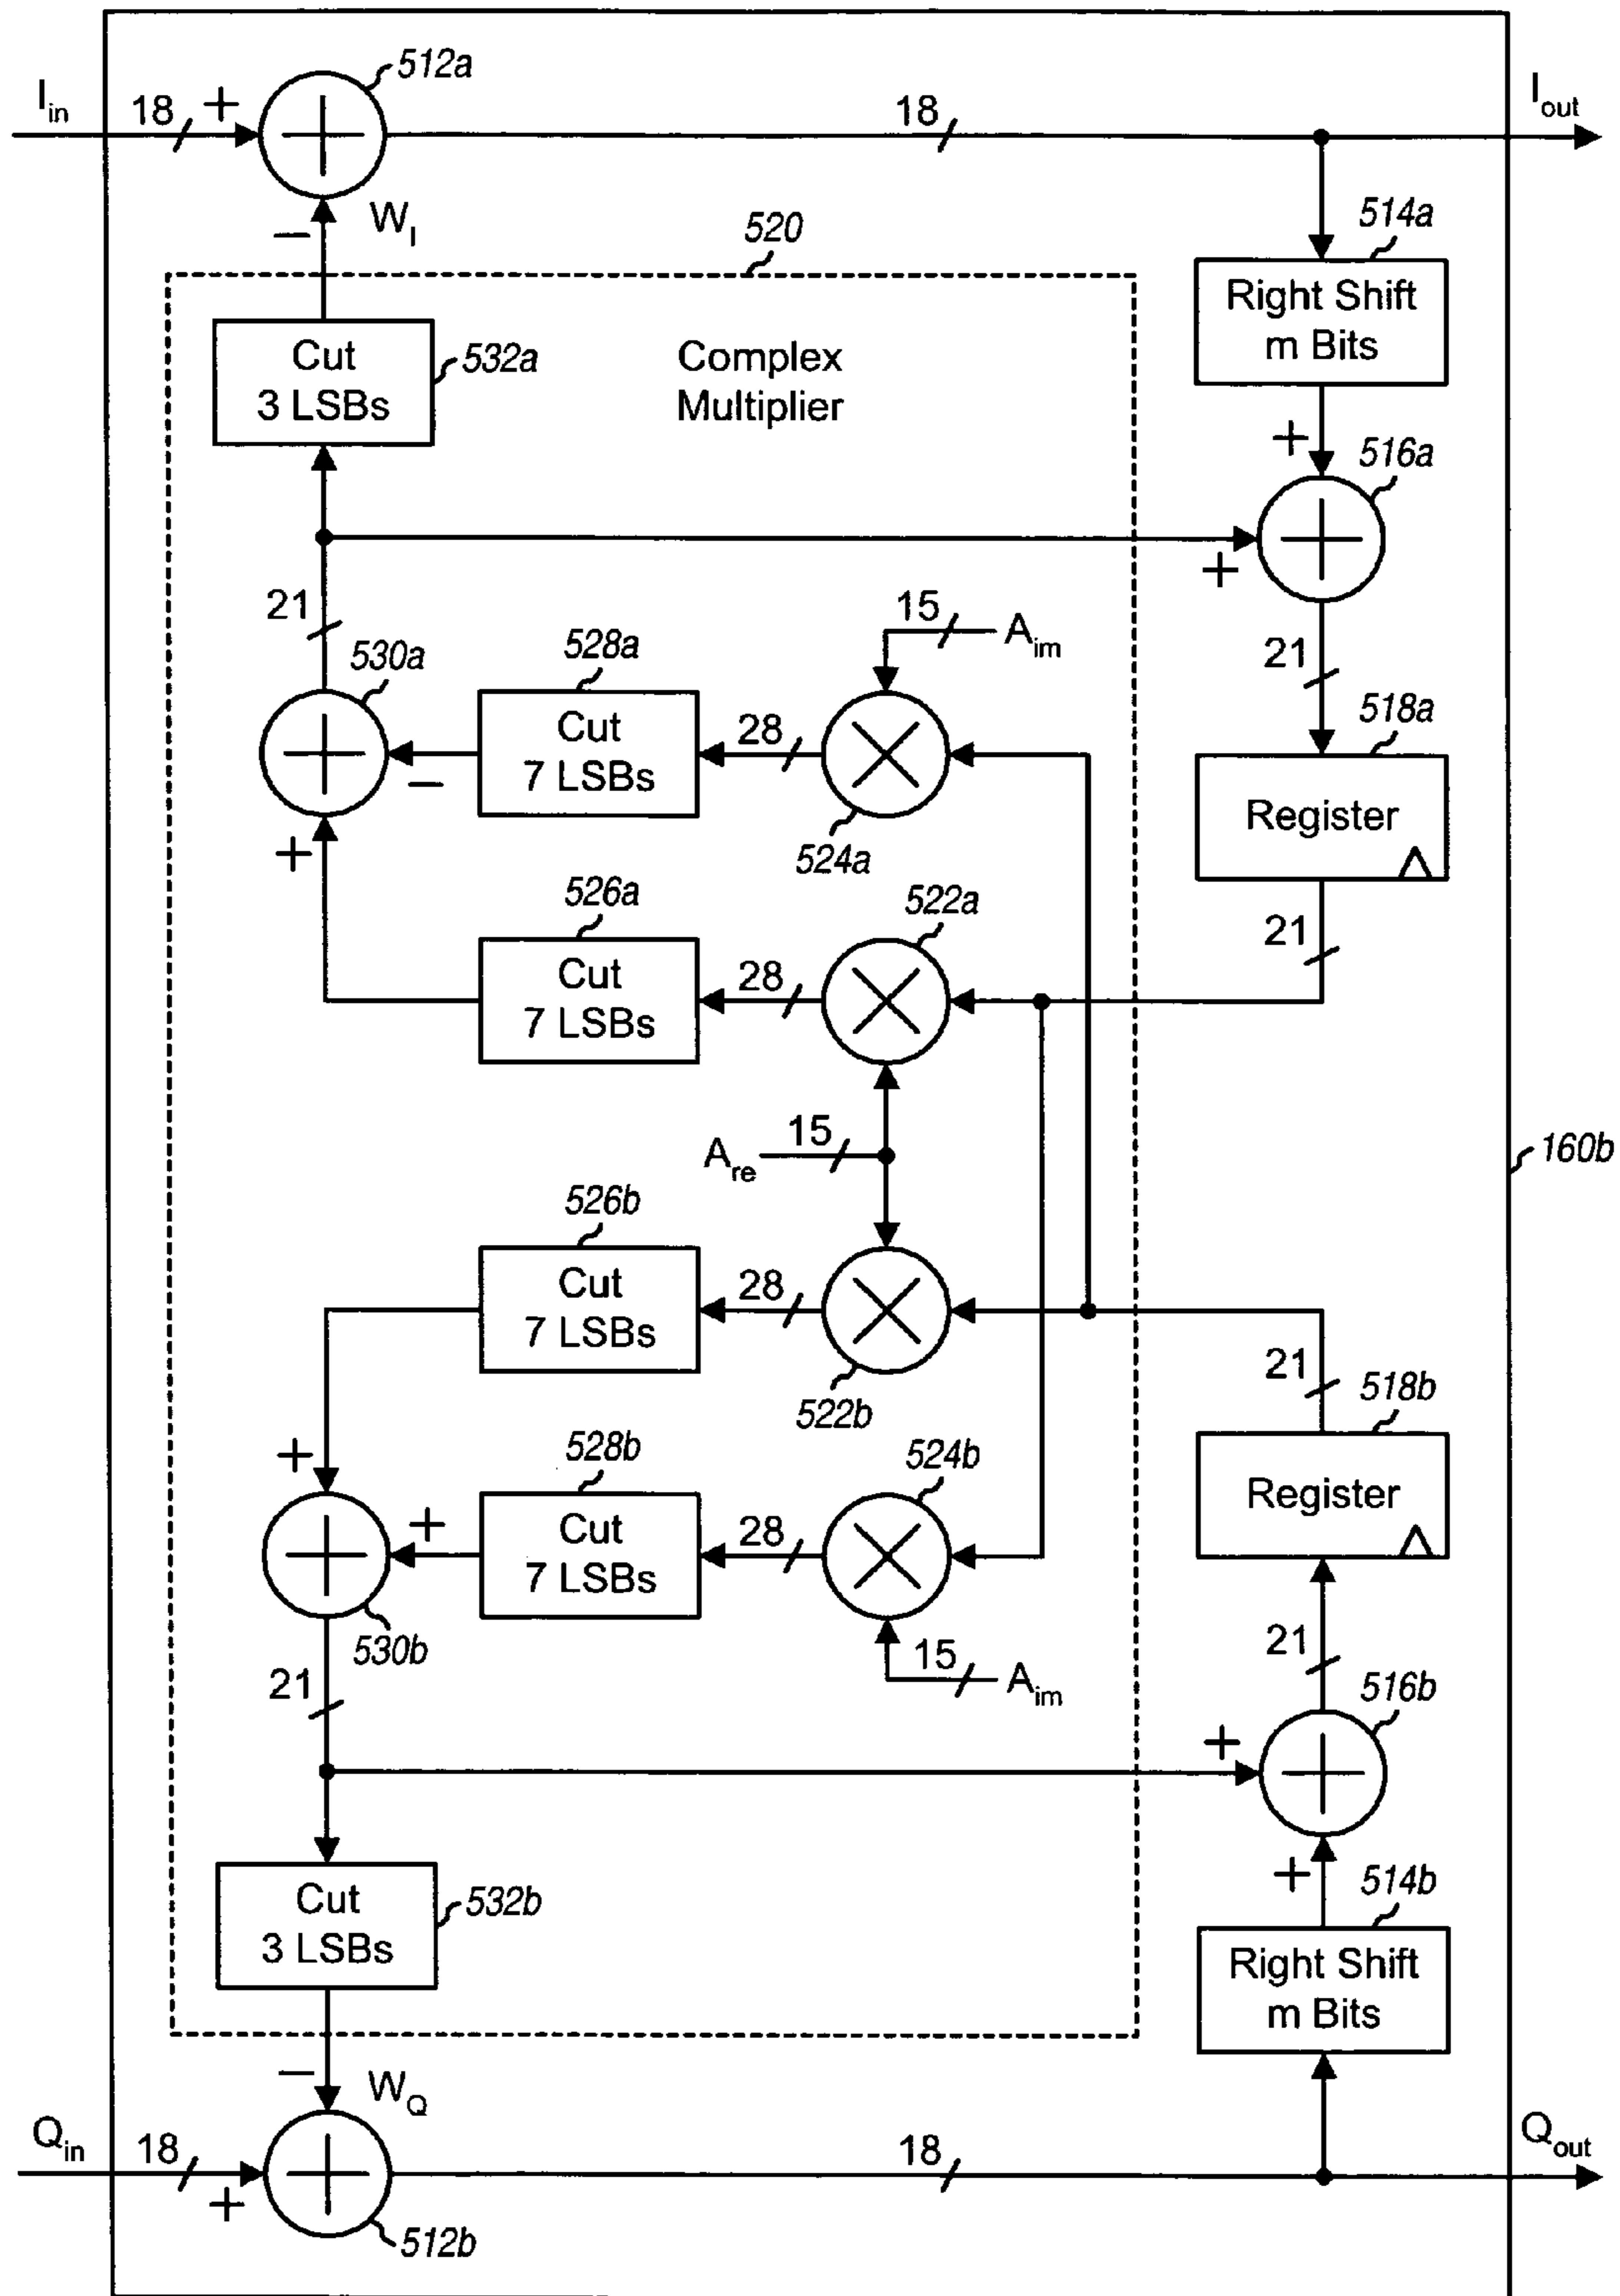 512a
I_in
18
+
18
I_out
−
W_I
520
514a
Right Shift
m Bits
Cut
3 LSBs
532a
Complex
Multiplier
+
516a
+
21
15
A_im
530a
528a
21
518a
Cut
7 LSBs
28
−
Register
+
524a
526a
522a
21
Cut
7 LSBs
28
15
A_re
160b
526b
Cut
7 LSBs
28
21
518b
522b
+
528b
524b
Register
+
Cut
7 LSBs
28
530b
15
A_im
21
21
516b
+
+
514b
Cut
3 LSBs
532b
Right Shift
m Bits
−
W_Q
Q_in
18
+
18
Q_out
512b